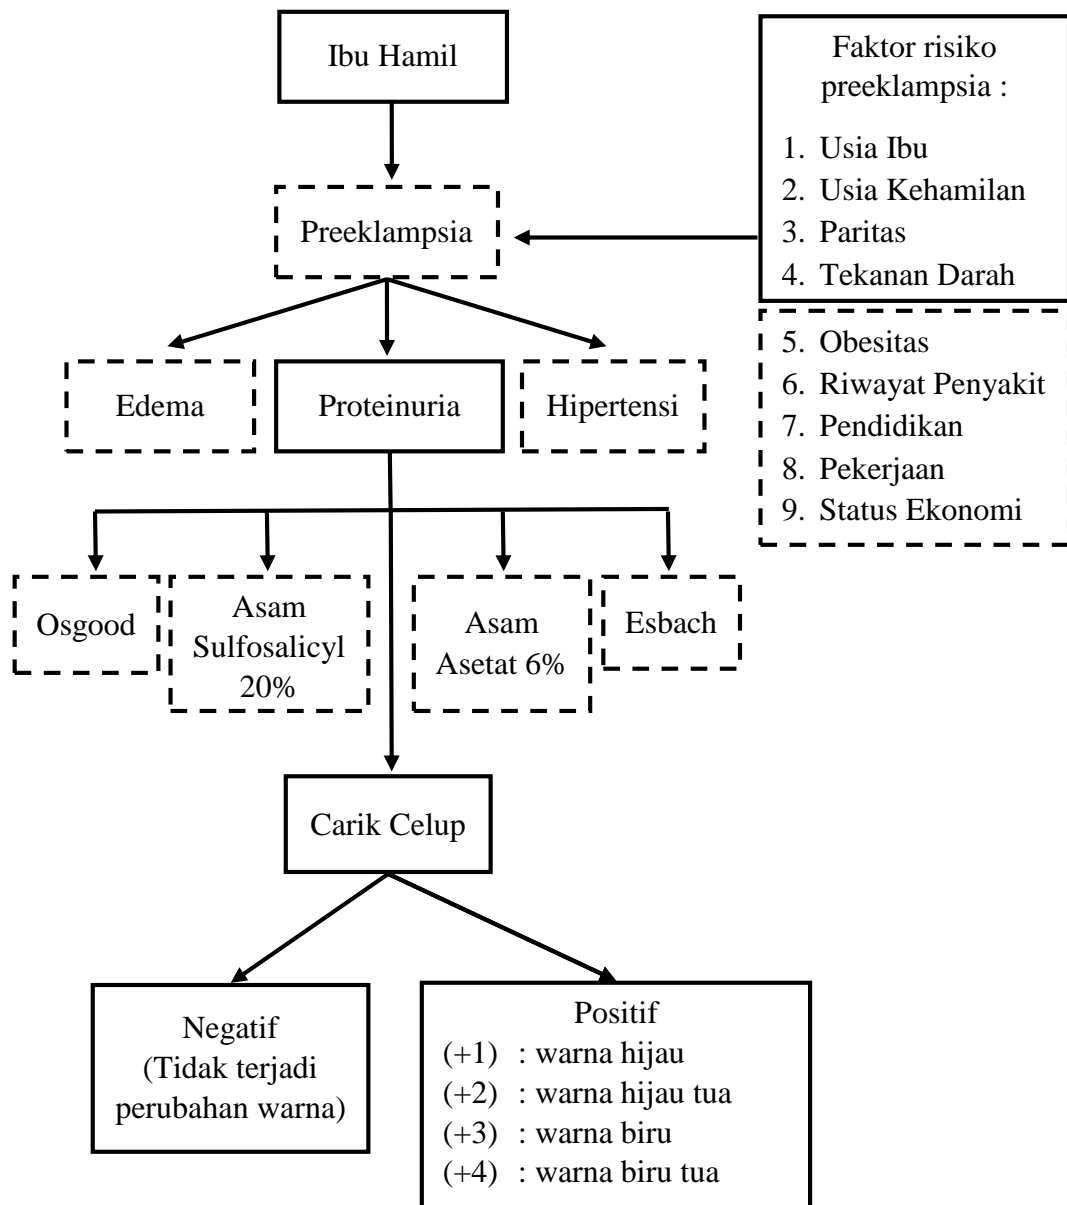 Ibu Hamil
Faktor risiko
preeklampsia :
1. Usia Ibu
2. Usia Kehamilan
3. Paritas
4. Tekanan Darah
5. Obesitas
6. Riwayat Penyakit
7. Pendidikan
8. Pekerjaan
9. Status Ekonomi
Preeklampsia
Edema
Proteinuria
Hipertensi
Osgood
Asam
Sulfosalicyl
20%
Asam
Asetat 6%
Esbach
Carik Celup
Negatif
(Tidak terjadi
perubahan warna)
Positif
(+1) : warna hijau
(+2) : warna hijau tua
(+3) : warna biru
(+4) : warna biru tua